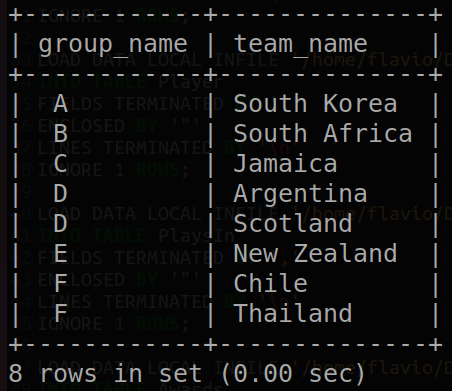 +------------+--------------+
| group_name | team_name    |
+------------+--------------+
|  A         | South Korea  |
|  B         | South Africa |
|  C         | Jamaica      |
|  D         | Argentina    |
|  D         | Scotland     |
|  E         | New Zealand  |
|  F         | Chile        |
|  F         | Thailand     |
+------------+--------------+
8 rows in set (0.00 sec)